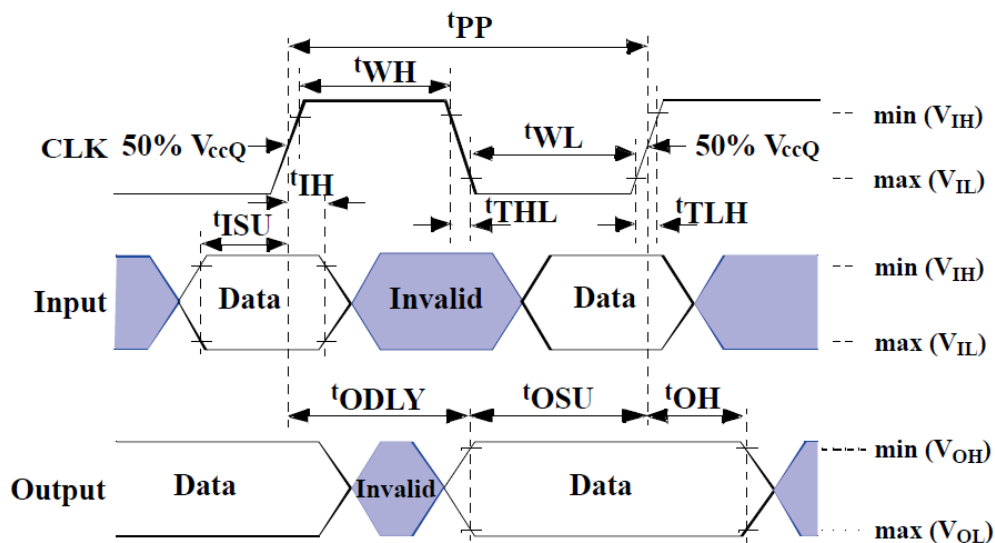 tPP
tWH
CLK 50% VccQ
tWL
50% VccQ
min (VIH)
max (VIL)
tIH
tTHL
tTLH
tISU
Input
Data
Invalid
Data
min (VIH)
max (VIL)
tODLY
tOSU
tOH
Output
Data
Invalid
Data
min (VOH)
max (VOL)